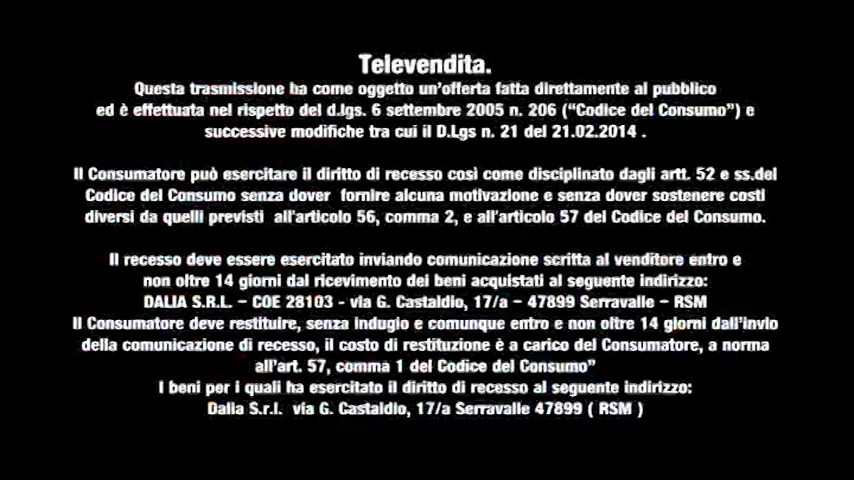 Televendita.
Questa trasmissione ha come oggetto un'offerta fatta direttamente al pubblico
ed è effettuata nel rispetto del d.lgs. 6 settembre 2005 n. 206 ("Codice del Consumo") e
successive modifiche tra cui il D.Lgs n. 21 del 21.02.2014 .
Il Consumatore può esercitare il diritto di recesso così come disciplinato dagli artt. 52 e ss.del
Codice del Consumo senza dover fornire alcuna motivazione e senza dover sostenere costi
diversi da quelli previsti all'articolo 56, comma 2, e all'articolo 57 del Codice del Consumo.
Il recesso deve essere esercitato inviando comunicazione scritta al venditore entro e
non oltre 14 giorni dal ricevimento dei beni acquistati al seguente indirizzo:
DALIA S.R.L. – COE 28103 - via G. Castaldio, 17/a – 47899 Serravalle – RSM
Il Consumatore deve restituire, senza indugio e comunque entro e non oltre 14 giorni dall'invio
della comunicazione di recesso, il costo di restituzione è a carico del Consumatore, a norma
all'art. 57, comma 1 del Codice del Consumo"
I beni per i quali ha esercitato il diritto di recesso al seguente indirizzo:
Dalia S.r.l. via G. Castaldio, 17/a Serravalle 47899 ( RSM )